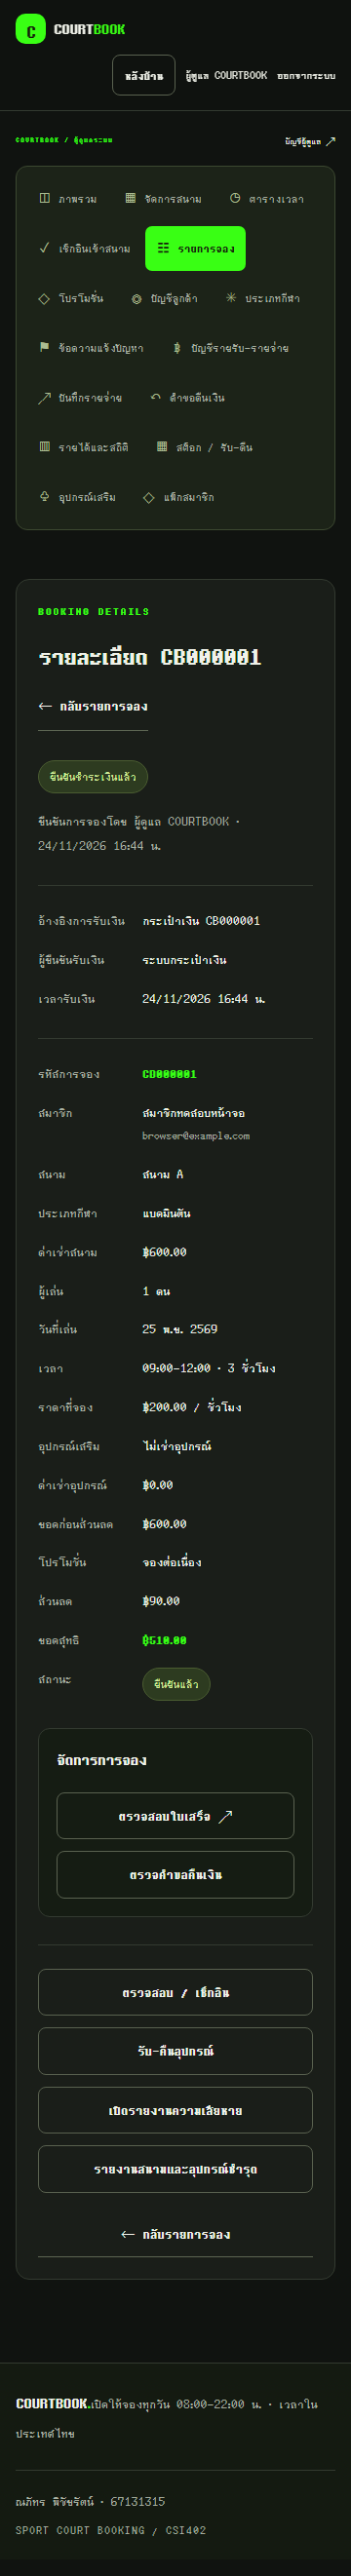 C COURTBOOK
หลังบ้าน ผู้ดูแล COURTBOOK ออกจากระบบ
COURTBOOK / ผู้ดูแลระบบ บัญชีผู้ดูแล ↗
ภาพรวม จัดการสนาม ตารางเวลา
เช็กอินเข้าสนาม รายการจอง
โปรโมชั่น บัญชีลูกค้า ประเภทกีฬา
ข้อความแจ้งปัญหา ฿ บัญชีรายรับ-รายจ่าย
บันทึกรายจ่าย คำขอคืนเงิน
รายได้และสถิติ สต็อก / รับ-คืน
อุปกรณ์เสริม แพ็กสมาชิก
BOOKING DETAILS
รายละเอียด CB000001
← กลับรายการจอง
ยืนยันชำระเงินแล้ว
ยืนยันการจองโดย ผู้ดูแล COURTBOOK ·
24/11/2026 16:44 น.
อ้างอิงการรับเงิน กระเป๋าเงิน CB000001
ผู้ยืนยันรับเงิน ระบบกระเป๋าเงิน
เวลารับเงิน 24/11/2026 16:44 น.
รหัสการจอง CB000001
สมาชิก สมาชิกทดสอบหน้าจอ
browser@example.com
สนาม สนาม A
ประเภทกีฬา แบดมินตัน
ค่าเช่าสนาม ฿600.00
ผู้เล่น 1 คน
วันที่เล่น 25 พ.ย. 2569
เวลา 09:00-12:00 · 3 ชั่วโมง
ราคาที่จอง ฿200.00 / ชั่วโมง
อุปกรณ์เสริม ไม่เช่าอุปกรณ์
ค่าเช่าอุปกรณ์ ฿0.00
ยอดก่อนส่วนลด ฿600.00
โปรโมชั่น จองต่อเนื่อง
ส่วนลด ฿90.00
ยอดสุทธิ ฿510.00
สถานะ ยืนยันแล้ว
จัดการการจอง
ตรวจสอบใบเสร็จ ↗
ตรวจคำขอคืนเงิน
ตรวจสอบ / เช็กอิน
รับ-คืนอุปกรณ์
เปิดรายงานความเสียหาย
รายงานสนามและอุปกรณ์ชำรุด
← กลับรายการจอง
COURTBOOK.เปิดให้จองทุกวัน 08:00-22:00 น. · เวลาใน
ประเทศไทย
ณภัทร พิรัชรัตน์ · 67131315
SPORT COURT BOOKING / CSI402